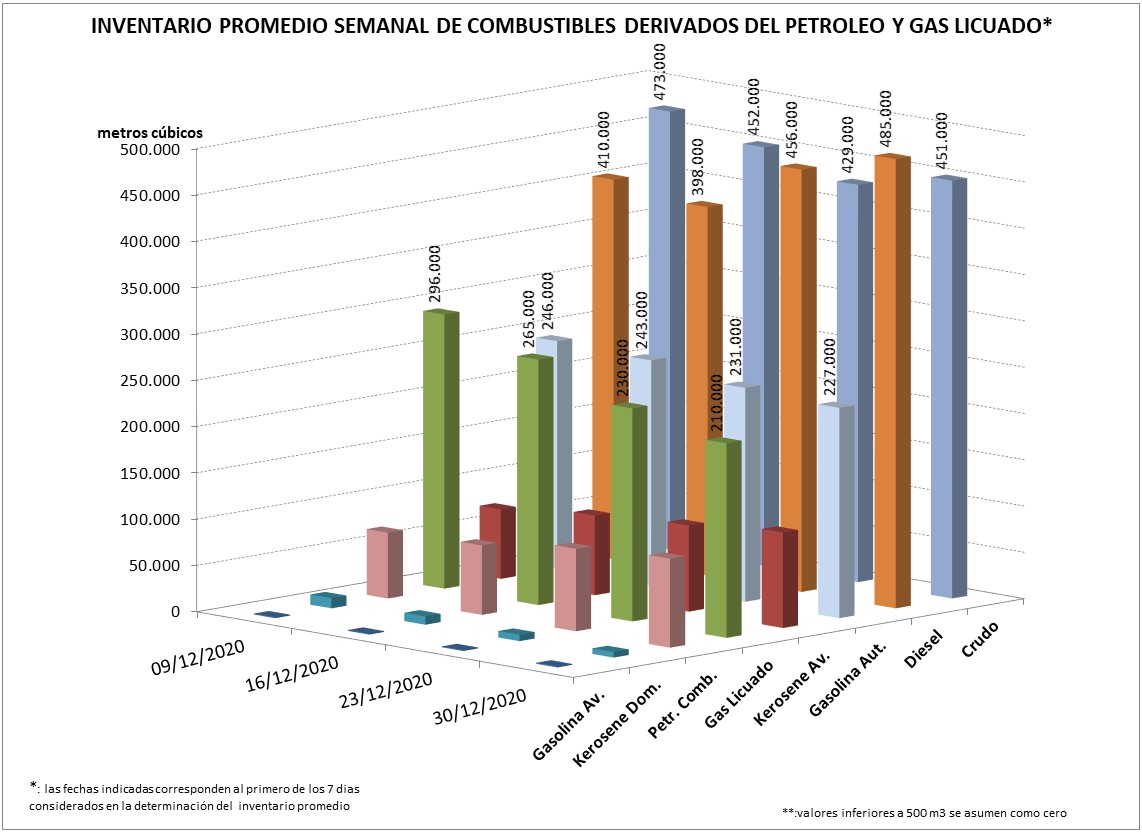 INVENTARIO PROMEDIO SEMANAL DE COMBUSTIBLES DERIVADOS DEL PETROLEO Y GAS LICUADO*
metros cúbicos
500.000
450.000
400.000
350.000
300.000
250.000
200.000
150.000
100.000
50.000
0
296.000
265.000
246.000
230.000
243.000
210.000
231.000
227.000
410.000
473.000
398.000
452.000
456.000
429.000
485.000
451.000
09/12/2020
16/12/2020
23/12/2020
30/12/2020
Gasolina Av.
Kerosene Dom.
Petr. Comb.
Gas Licuado
Kerosene Av.
Gasolina Aut.
Diesel
Crudo
*: las fechas indicadas corresponden al primero de los 7 dias
considerados en la determinación del inventario promedio
**:valores inferiores a 500 m3 se asumen como cero